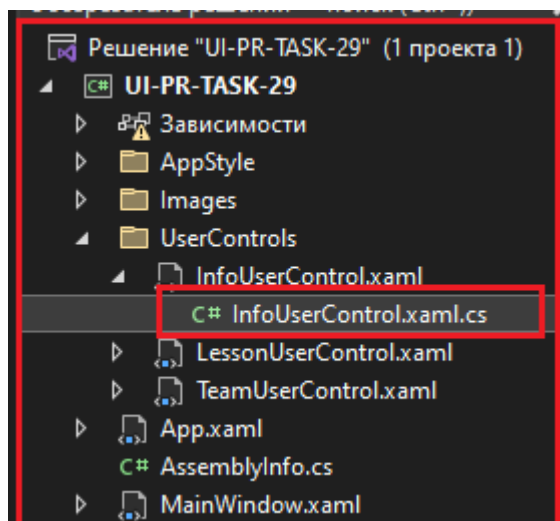 Решение "UI-PR-TASK-29" (1 проекта 1)
C# UI-PR-TASK-29
Зависимости
AppStyle
Images
UserControls
InfoUserControl.xaml
C# InfoUserControl.xaml.cs
LessonUserControl.xaml
TeamUserControl.xaml
App.xaml
C# AssemblyInfo.cs
MainWindow.xaml